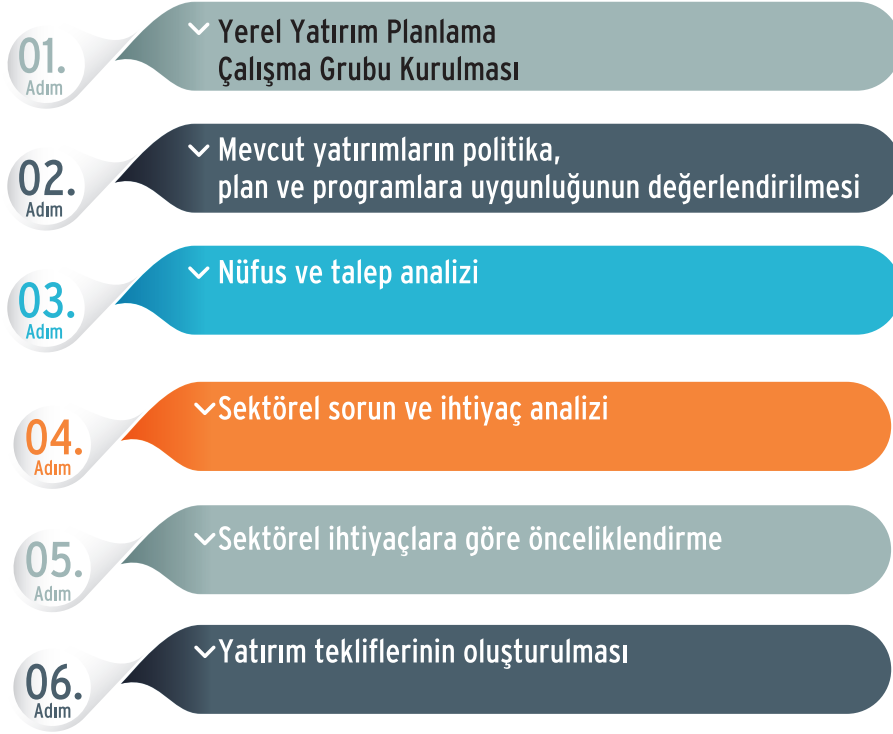 01.
Adım
Yerel Yatırım Planlama
Çalışma Grubu Kurulması
02.
Adım
Mevcut yatırımların politika,
plan ve programlara uygunluğunun değerlendirilmesi
03.
Adım
Nüfus ve talep analizi
04.
Adım
Sektörel sorun ve ihtiyaç analizi
05.
Adım
Sektörel ihtiyaçlara göre önceliklendirme
06.
Adım
Yatırım tekliflerinin oluşturulması